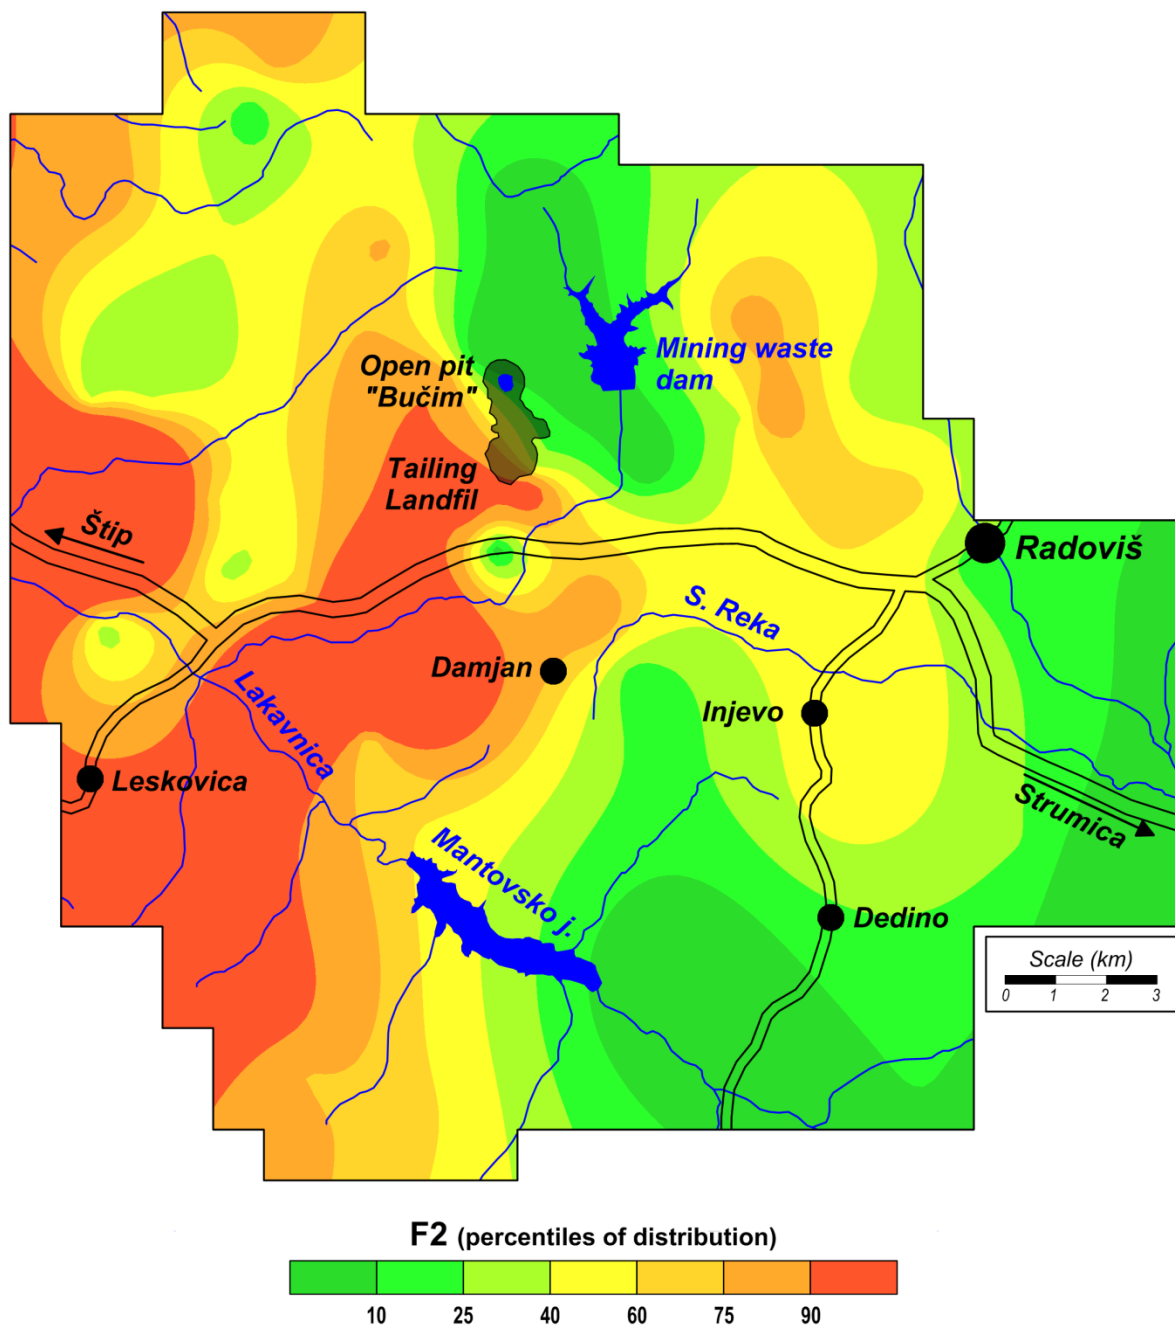 Open pit
"Bučim"
Mining waste
dam
Tailing
Landfil
Štip
Radoviš
S. Reka
Damjan
Lakavnica
Injevo
Leskovica
Strumica
Mantovsko j.
Dedino
Scale (km)
0 1 2 3
F2 (percentiles of distribution)
10 25 40 60 75 90